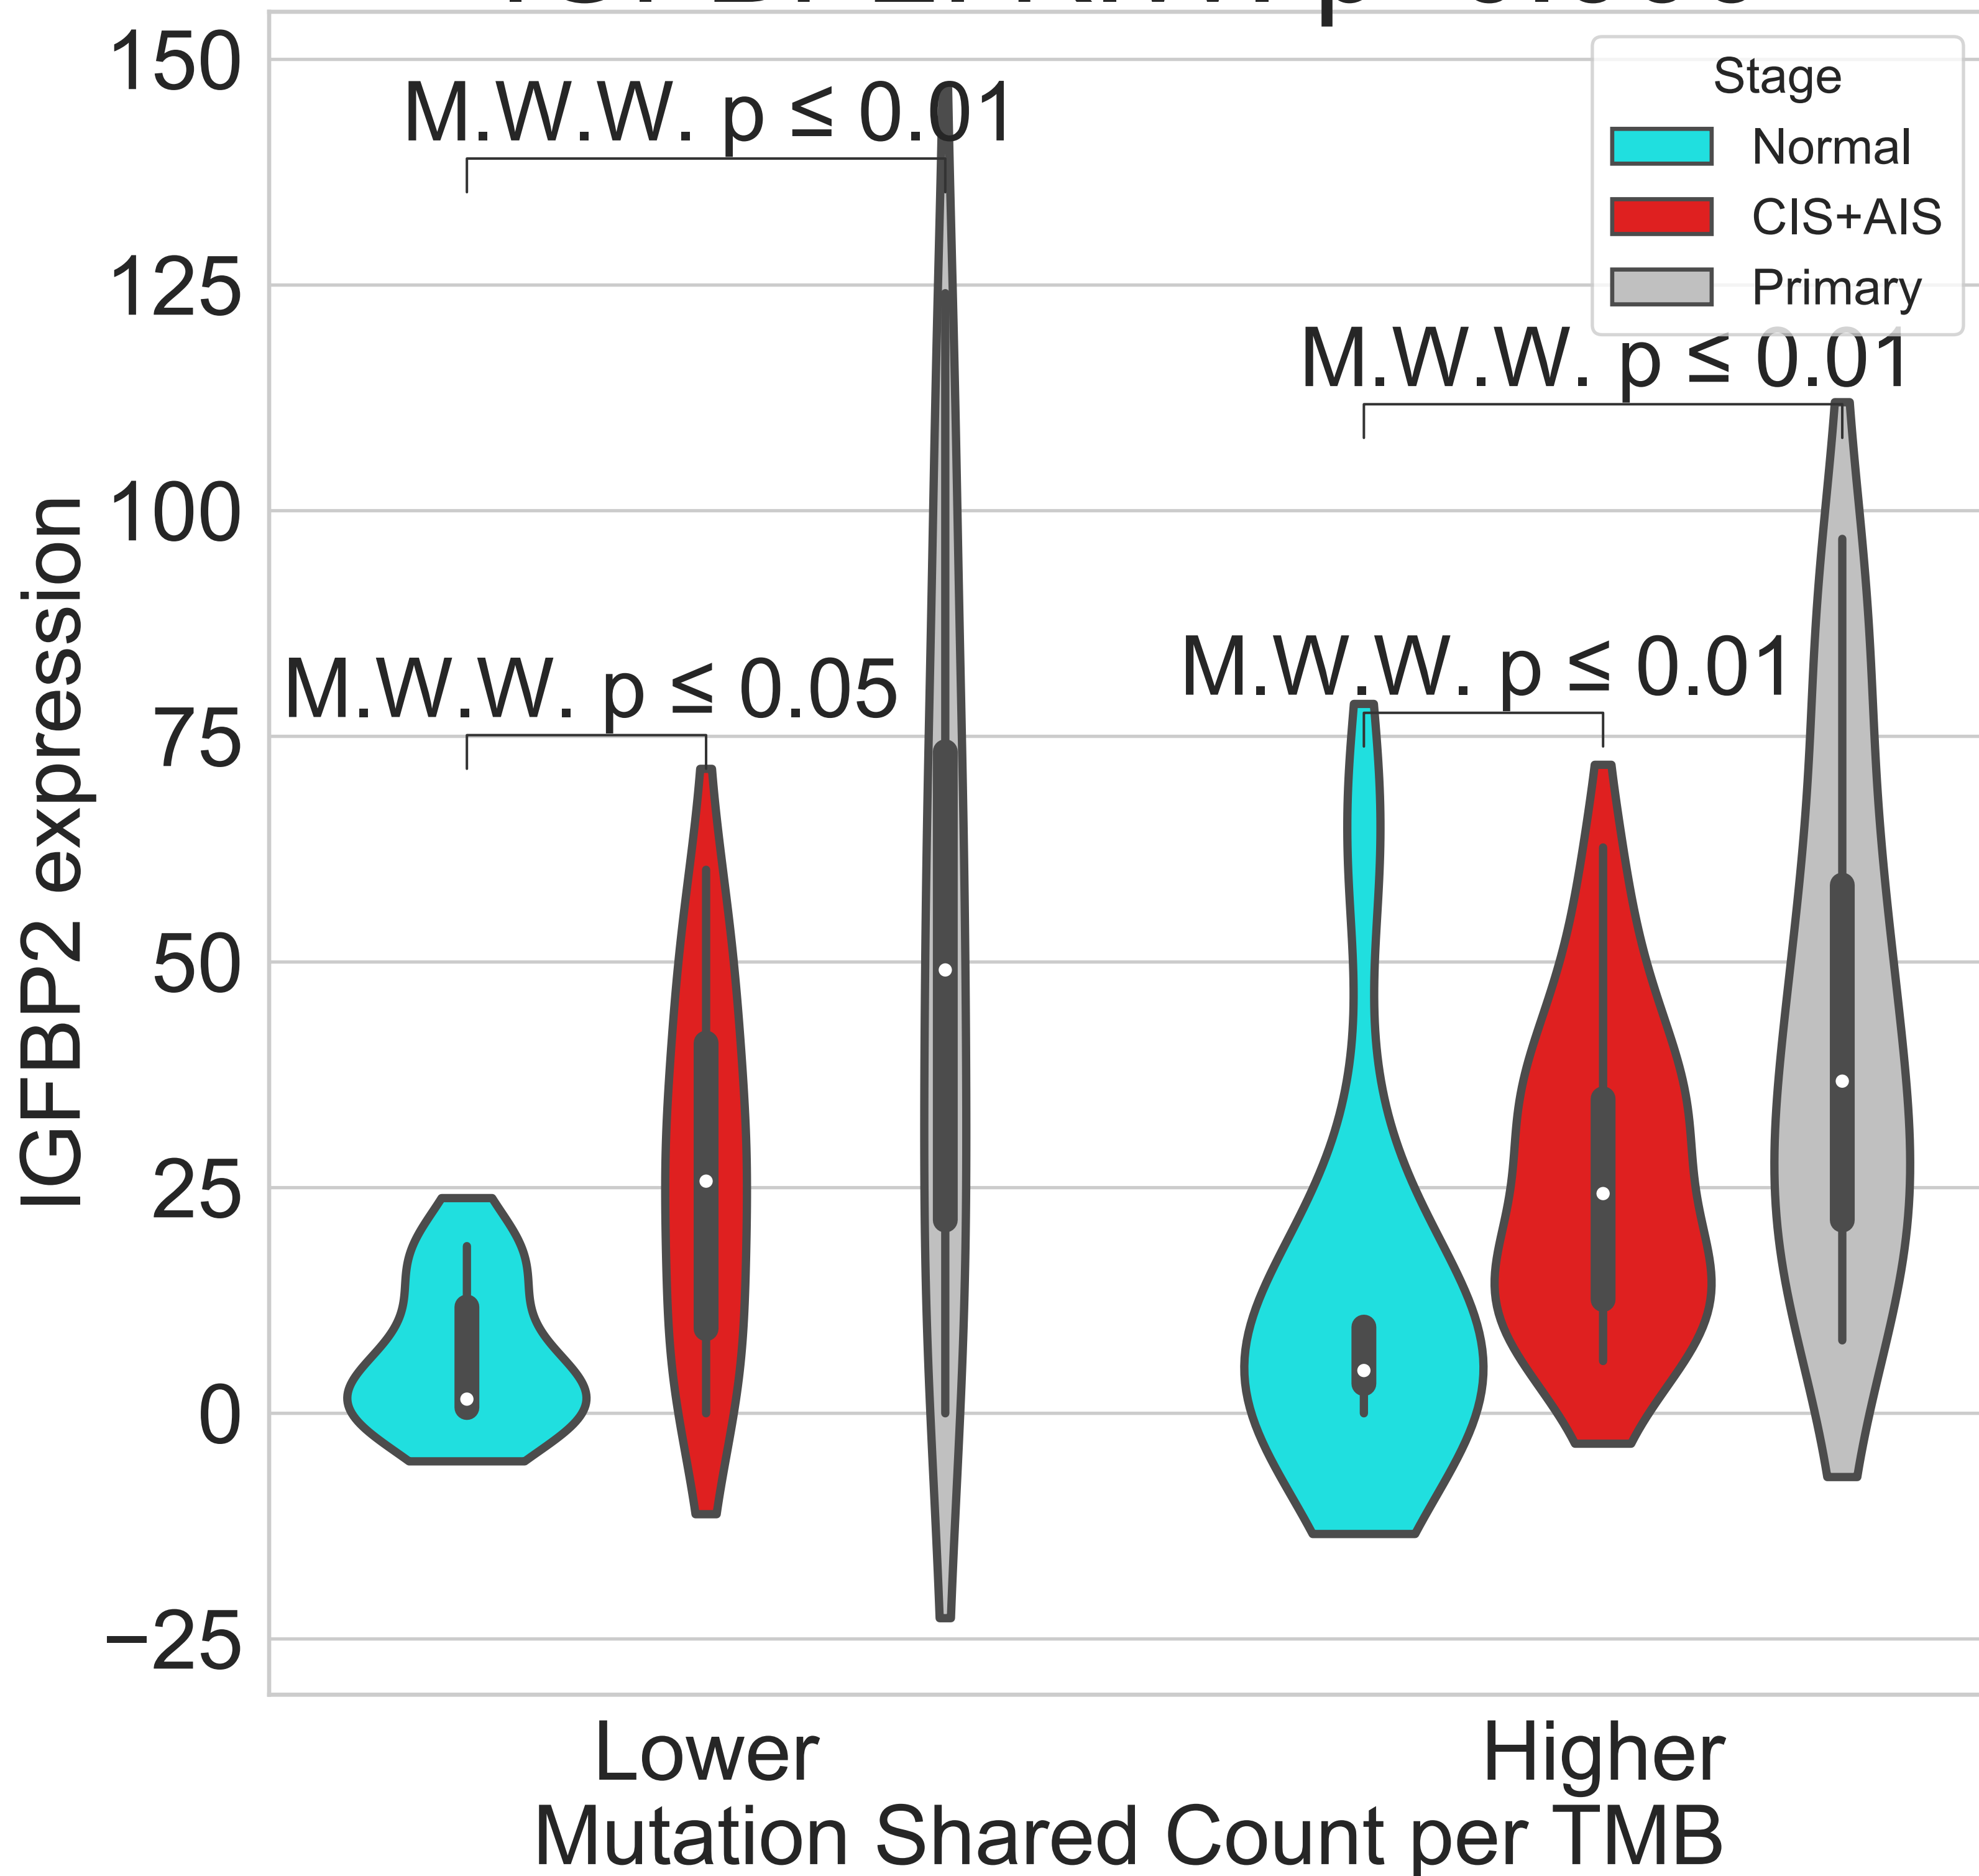 150
125
100
75
50
25
0
−25
IGFBP2 expression
M.W.W. p ≤ 0.01
M.W.W. p ≤ 0.05
M.W.W. p ≤ 0.01
M.W.W. p ≤ 0.01
Stage
Normal
CIS+AIS
Primary
Lower
Higher
Mutation Shared Count per TMB